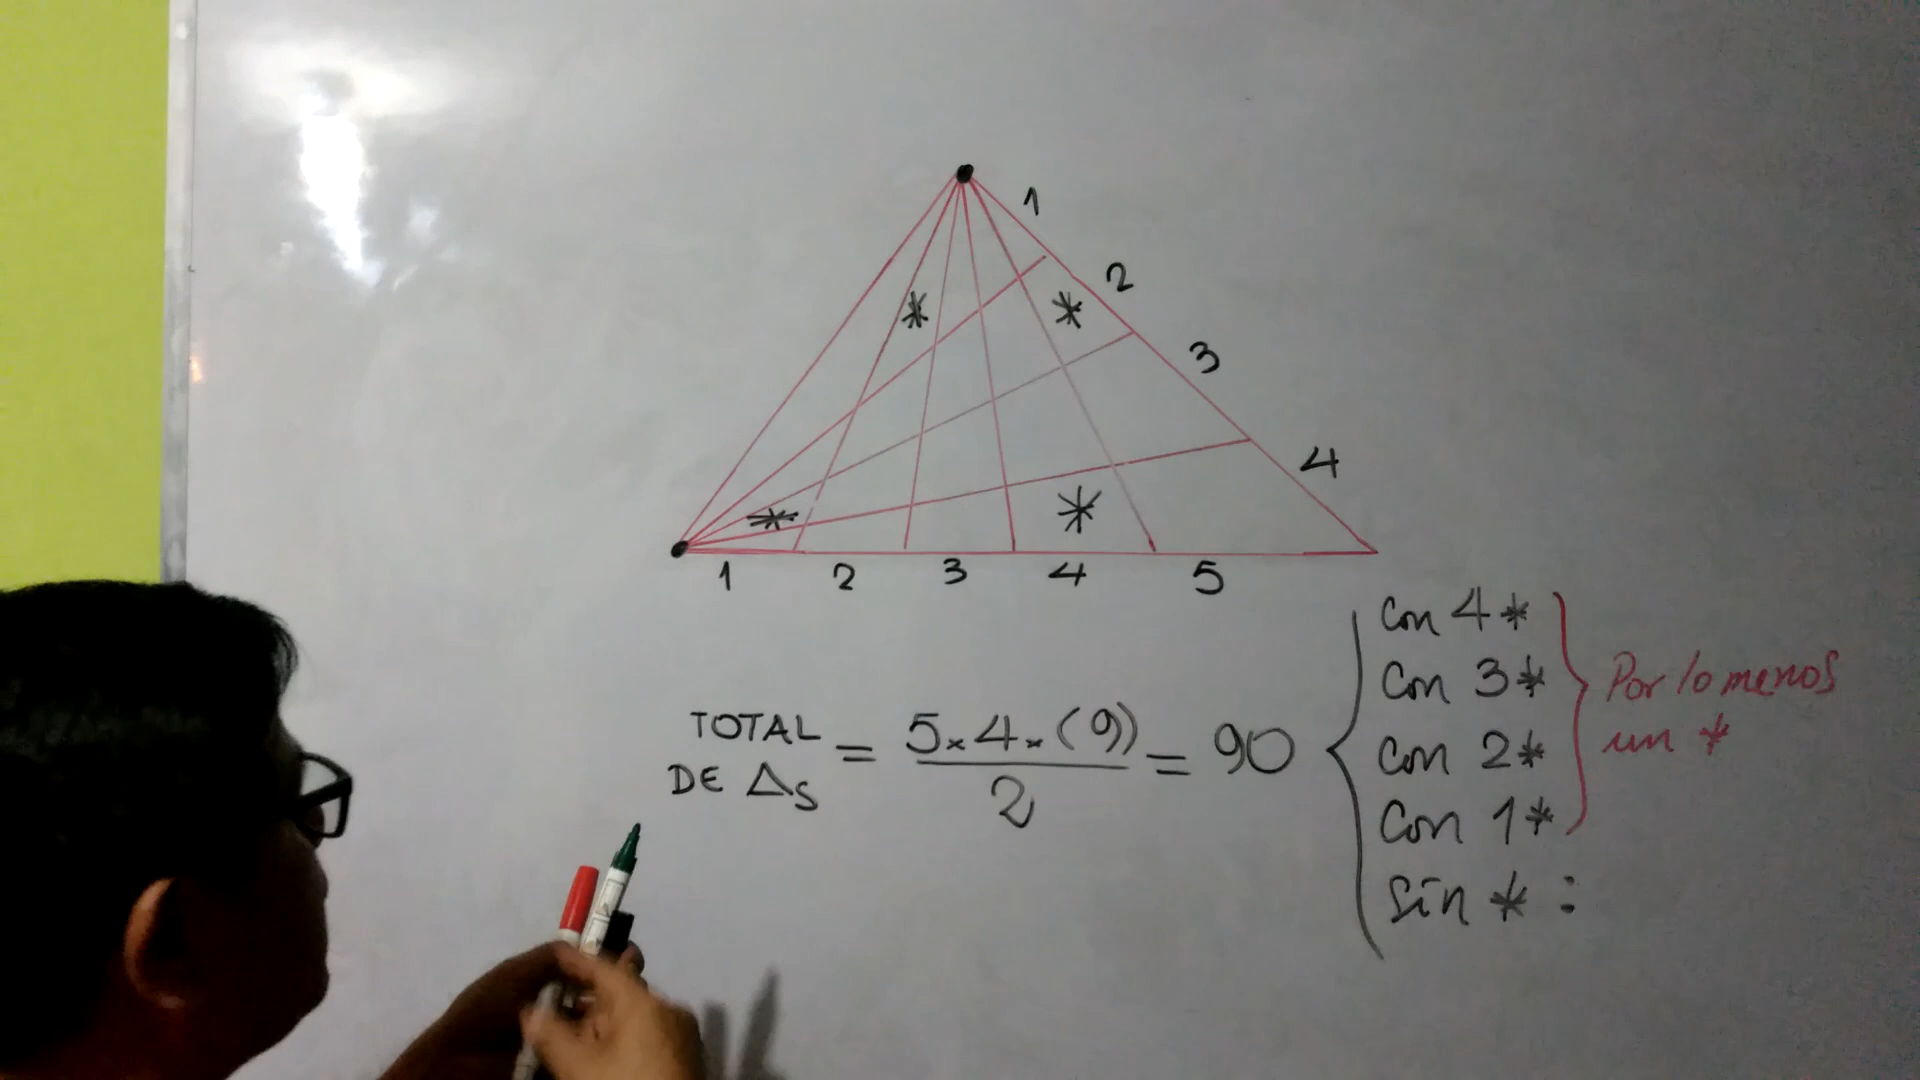 1
2
*
*
3
4
*
*
1 2 3 4 5
TOTAL DE Δs = 5 × 4 × (9) / 2 = 90
Con 4*
Con 3*
Con 2*
Con 1*
Sin * :
Por lo menos
un *